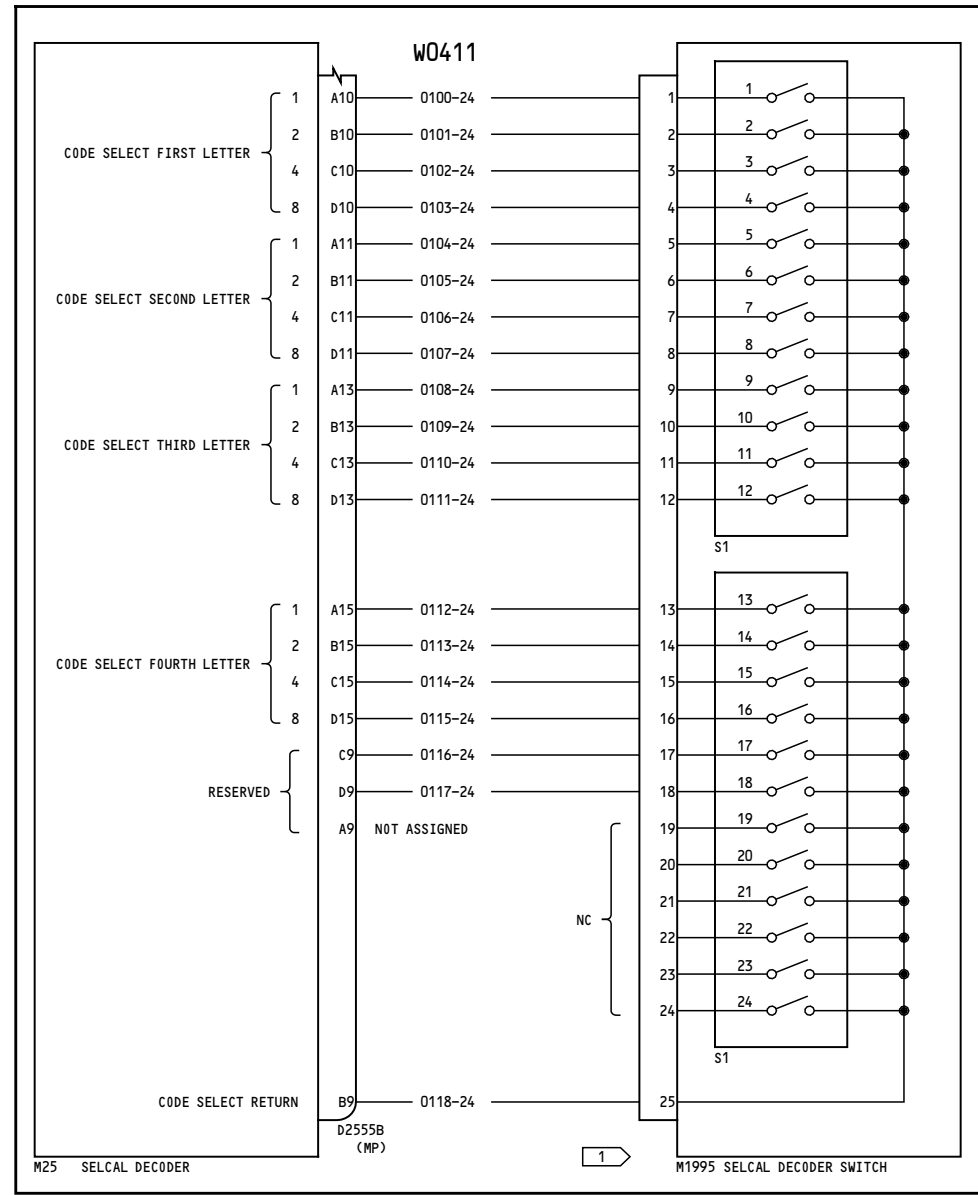 W0411
1 A10 0100-24 1 1
2 B10 0101-24 2 2
CODE SELECT FIRST LETTER
4 C10 0102-24 3 3
8 D10 0103-24 4 4
1 A11 0104-24 5 5
2 B11 0105-24 6 6
CODE SELECT SECOND LETTER
4 C11 0106-24 7 7
8 D11 0107-24 8 8
1 A13 0108-24 9 9
2 B13 0109-24 10 10
CODE SELECT THIRD LETTER
4 C13 0110-24 11 11
8 D13 0111-24 12 12
S1
1 A15 0112-24 13 13
2 B15 0113-24 14 14
CODE SELECT FOURTH LETTER
4 C15 0114-24 15 15
8 D15 0115-24 16 16
C9 0116-24 17 17
RESERVED D9 0117-24 18 18
A9 NOT ASSIGNED 19 19
20 20
21 21
NC
22 22
23 23
24 24
S1
CODE SELECT RETURN B9 0118-24 25
D2555B
(MP)
1
M25 SELCAL DECODER
M1995 SELCAL DECODER SWITCH